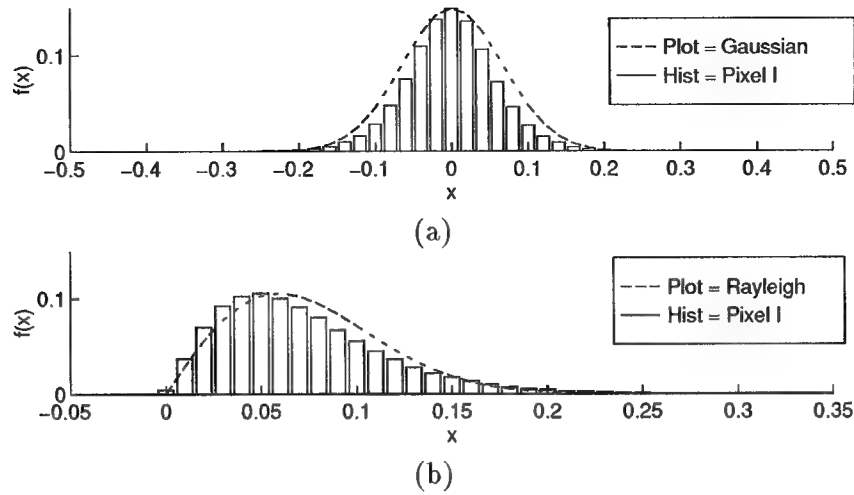 0.1
f(x)
0
−0.5 −0.4 −0.3 −0.2 −0.1 0 0.1 0.2 0.3 0.4 0.5
x
Plot = Gaussian
Hist = Pixel I
(a)
0.1
f(x)
0
−0.05 0 0.05 0.1 0.15 0.2 0.25 0.3 0.35
x
Plot = Rayleigh
Hist = Pixel I
(b)